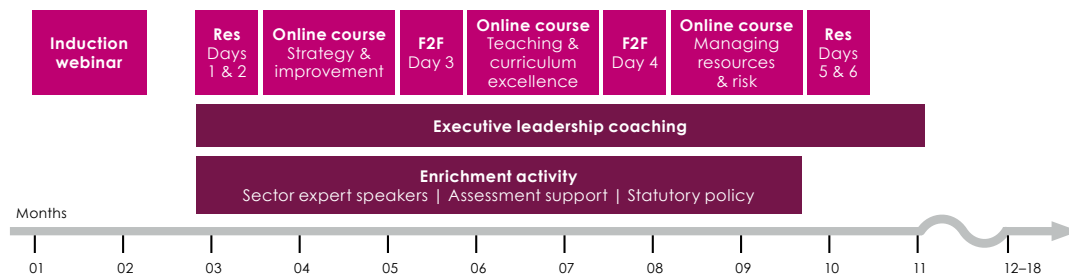 Induction
webinar
Res
Days
1 & 2
Online course
Strategy &
improvement
F2F
Day 3
Online course
Teaching &
curriculum
excellence
F2F
Day 4
Online course
Managing
resources
& risk
Res
Days
5 & 6
Executive leadership coaching
Enrichment activity
Sector expert speakers | Assessment support | Statutory policy
Months
01 02 03 04 05 06 07 08 09 10 11 12–18